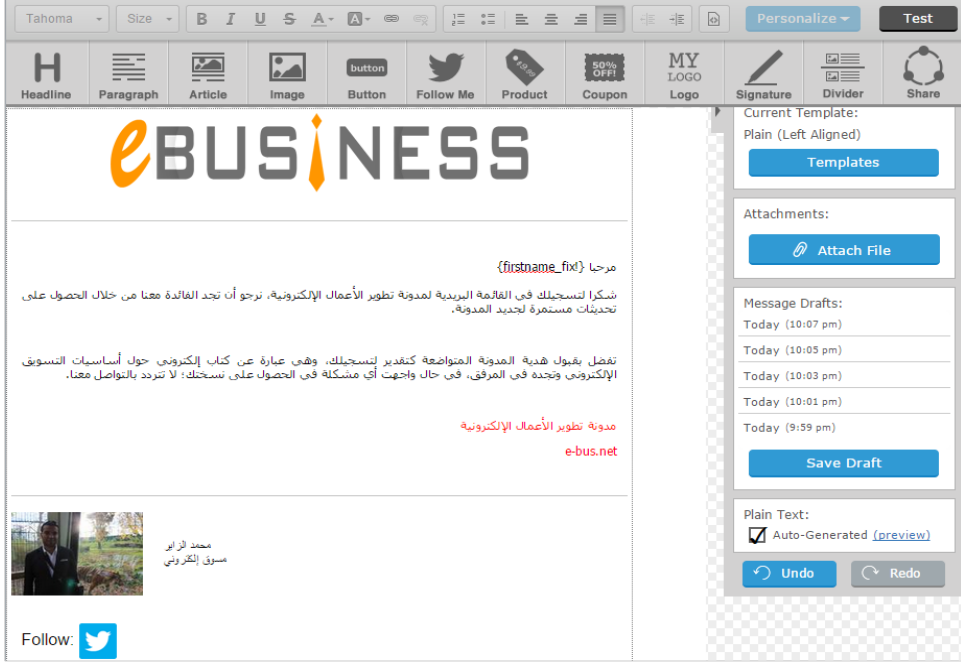 Tahoma Size B I U S A A Personalize Test
H button $19.99 50% OFF! MY LOGO
Headline Paragraph Article Image Button Follow Me Product Coupon Logo Signature Divider Share
eBUSiNESS
مرحبا {!firstname_fix}
شكرا لتسجيلك في القائمة البريدية لمدونة تطوير الأعمال الإلكترونية، نرجو أن تجد الفائدة معنا من خلال الحصول على
تحديثات مستمرة لجديد المدونة.
تفضل بقبول هدية المدونة المتواضعة كتقدير لتسجيلك، وهي عبارة عن كتاب إلكتروني حول أساسيات التسويق
الإلكتروني وتجده في المرفق، في حال واجهت أي مشكلة في الحصول على نسختك؛ لا تتردد بالتواصل معنا.
مدونة تطوير الأعمال الإلكترونية
e-bus.net
محمد الزابر
مسوق إلكتروني
Follow:
Current Template:
Plain (Left Aligned)
Templates
Attachments:
Attach File
Message Drafts:
Today (10:07 pm)
Today (10:05 pm)
Today (10:03 pm)
Today (10:01 pm)
Today (9:59 pm)
Save Draft
Plain Text:
Auto-Generated (preview)
Undo Redo